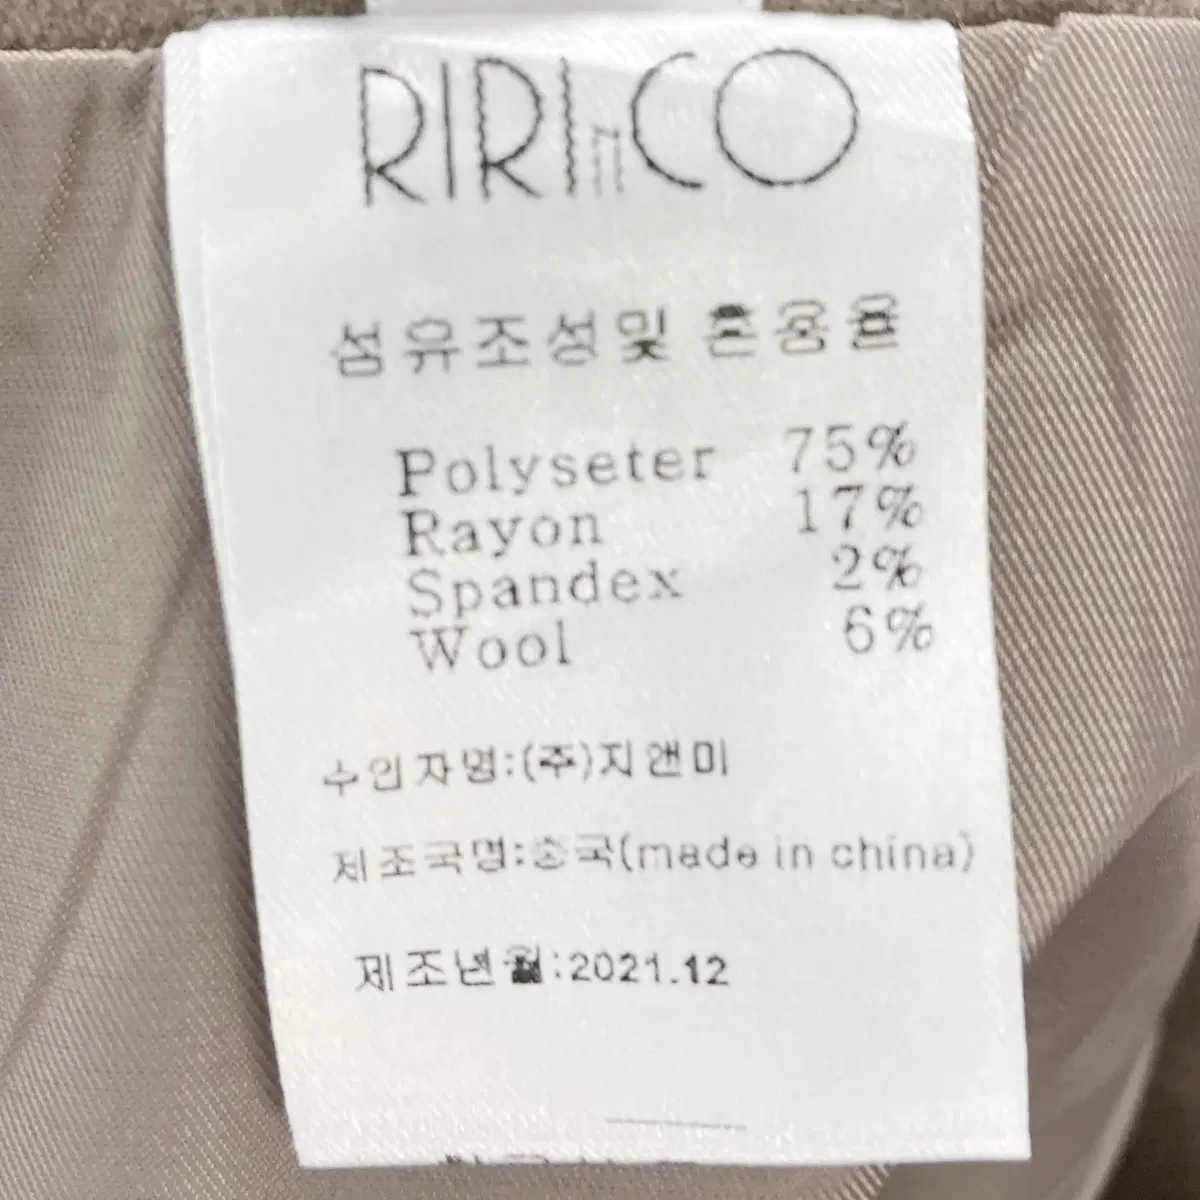 RIRInCO
섬유조성및 혼용율
Polyseter 75%
Rayon 17%
Spandex 2%
Wool 6%
수입자명:(주)지앤미
제조국명:중국(made in china)
제조년월:2021.12